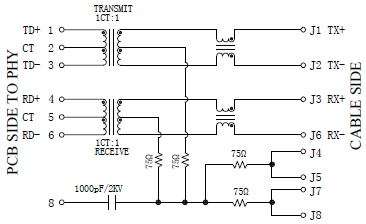 TRANSMIT
1CT:1
TD+ 1
J1 TX+
CT 2
TD- 3
J2 TX-
RD+ 4
J3 RX+
CT 5
RD- 6
J6 RX-
1CT:1
RECEIVE
PCB SIDE TO PHY
CABLE SIDE
75Ω
75Ω
75Ω
J4
J5
1000pF/2KV
75Ω
J7
8
J8